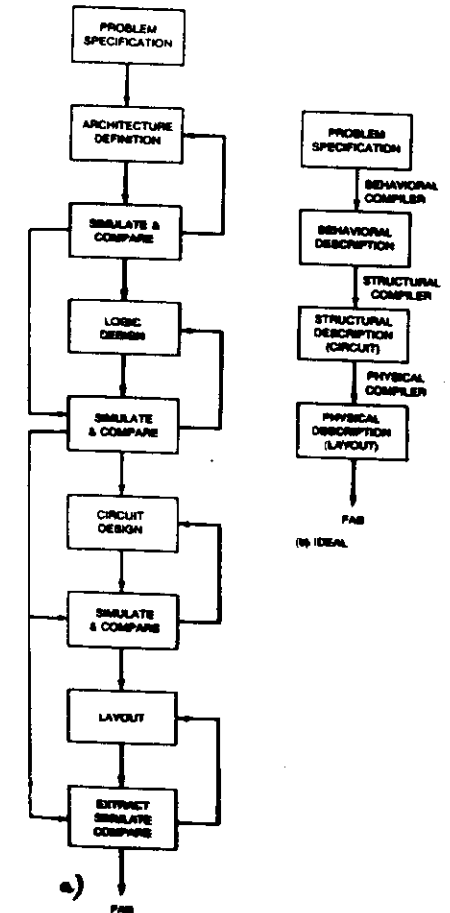 PROBLEM
SPECIFICATION
ARCHITECTURE
DEFINITION
SIMULATE &
COMPARE
LOGIC
DESIGN
SIMULATE
& COMPARE
CIRCUIT
DESIGN
SIMULATE
& COMPARE
LAYOUT
EXTRACT
SIMULATE
COMPARE
a)
FAB
PROBLEM
SPECIFICATION
BEHAVIORAL
COMPILER
BEHAVIORAL
DESCRIPTION
STRUCTURAL
COMPILER
STRUCTURAL
DESCRIPTION
(CIRCUIT)
PHYSICAL
COMPILER
PHYSICAL
DESCRIPTION
(LAYOUT)
FAB
(b) IDEAL